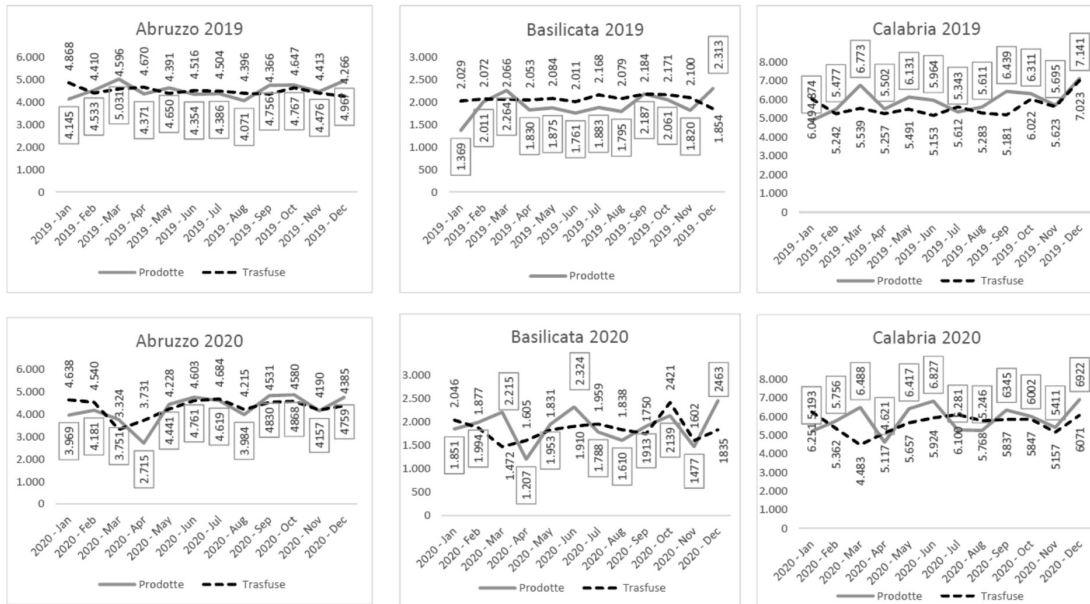 Abruzzo 2019
4.868 4.410 4.596 4.670 4.391 4.516 4.504 4.396 4.366 4.647 4.413 4.266
6.000
5.000
4.000
3.000
2.000
1.000
0
4.145 4.533 5.031 4.371 4.650 4.354 4.386 4.071 4.756 4.767 4.476
2019 - Jan 2019 - Feb 2019 - Mar 2019 - Apr 2019 - May 2019 - Jun 2019 - Jul 2019 - Aug 2019 - Sep 2019 - Oct 2019 - Nov 2019 - Dec
Prodotte Trasfuse
Basilicata 2019
2.029 2.072 2.066 2.053 2.084 2.011 2.168 2.079 2.184 2.171 2.100 2.313
3.000
2.500
2.000
1.500
1.000
500
0
1.369 2.011 2.264 1.830 1.875 1.761 1.883 1.795 2.187 2.061 1.820 1.854
2019 - Jan 2019 - Feb 2019 - Mar 2019 - Apr 2019 - May 2019 - Jun 2019 - Jul 2019 - Aug 2019 - Sep 2019 - Oct 2019 - Nov 2019 - Dec
Prodotte
Calabria 2019
4.874 5.477 6.773 5.502 6.131 5.964 5.343 5.611 6.439 6.311 5.695 7.141
8.000
7.000
6.000
5.000
4.000
3.000
2.000
1.000
0
6.049 5.242 5.539 5.257 5.491 5.153 5.612 5.283 5.181 6.022 5.623 7.023
2019 - Jan 2019 - Feb 2019 - Mar 2019 - Apr 2019 - May 2019 - Jun 2019 - Jul 2019 - Aug 2019 - Sep 2019 - Oct 2019 - Nov 2019 - Dec
Prodotte Trasfuse
Abruzzo 2020
4.638 4.540 3.324 3.731 4.228 4.603 4.684 4.215 4531 4580 4190 4385
6.000
5.000
4.000
3.000
2.000
1.000
0
3.969 4.181 3.751 2.715 4.441 4.761 4.619 3.984 4830 4868 4157 4759
2020 - Jan 2020 - Feb 2020 - Mar 2020 - Apr 2020 - May 2020 - Jun 2020 - Jul 2020 - Aug 2020 - Sep 2020 - Oct 2020 - Nov 2020 - Dec
Prodotte Trasfuse
Basilicata 2020
2.046 1.877 2.215 1.605 1.831 2.324 1.959 1.838 1750 2421 1602 2463
3.000
2.500
2.000
1.500
1.000
500
0
1.851 1.994 1.472 1.207 1.953 1.910 1.788 1.610 1913 2139 1477 1835
2020 - Jan 2020 - Feb 2020 - Mar 2020 - Apr 2020 - May 2020 - Jun 2020 - Jul 2020 - Aug 2020 - Sep 2020 - Oct 2020 - Nov 2020 - Dec
Prodotte Trasfuse
Calabria 2020
5.193 5.756 6.488 4.621 6.417 6.827 5.281 5.246 6345 6002 5411 6922
8.000
7.000
6.000
5.000
4.000
3.000
2.000
1.000
0
6.251 5.362 4.483 5.117 5.657 5.924 6.100 5.768 5837 5847 5157 6071
2020 - Jan 2020 - Feb 2020 - Mar 2020 - Apr 2020 - May 2020 - Jun 2020 - Jul 2020 - Aug 2020 - Sep 2020 - Oct 2020 - Nov 2020 - Dec
Prodotte Trasfuse